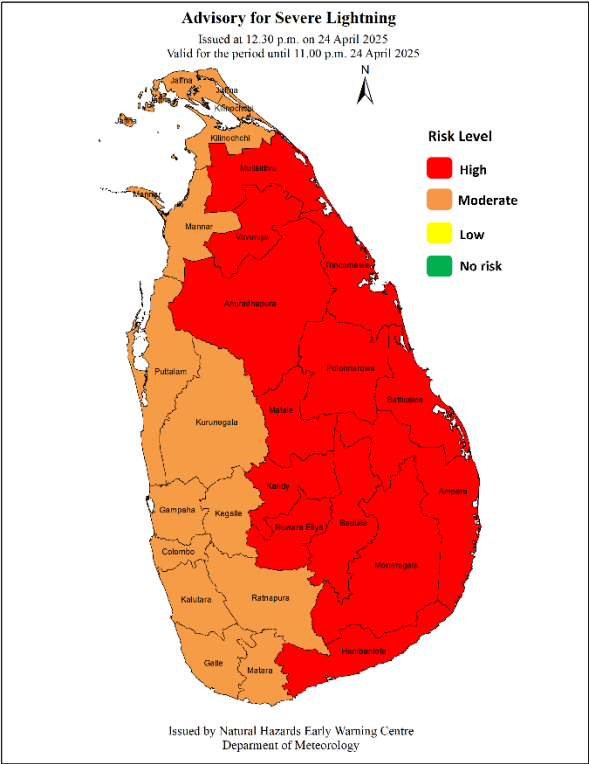 Advisory for Severe Lightning
Issued at 12.30 p.m. on 24 April 2025
Valid for the period until 11.00 p.m. 24 April 2025
N
Jaffna
Jaffna
Jaffna
Kilinochchi
Jaffna
Kilinochchi
Mullaittivu
Mannar
Mannar
Vavuniya
Trincomalee
Anuradhapura
Puttalam
Polonnaruwa
Kurunegala
Matale
Batticaloa
Kandy
Ampara
Gampaha
Kegalle
Nuwara Eliya
Badulla
Colombo
Moneragala
Kalutara
Ratnapura
Hambantota
Galle
Matara
Risk Level
High
Moderate
Low
No risk
Issued by Natural Hazards Early Warning Centre
Deparment of Meteorology